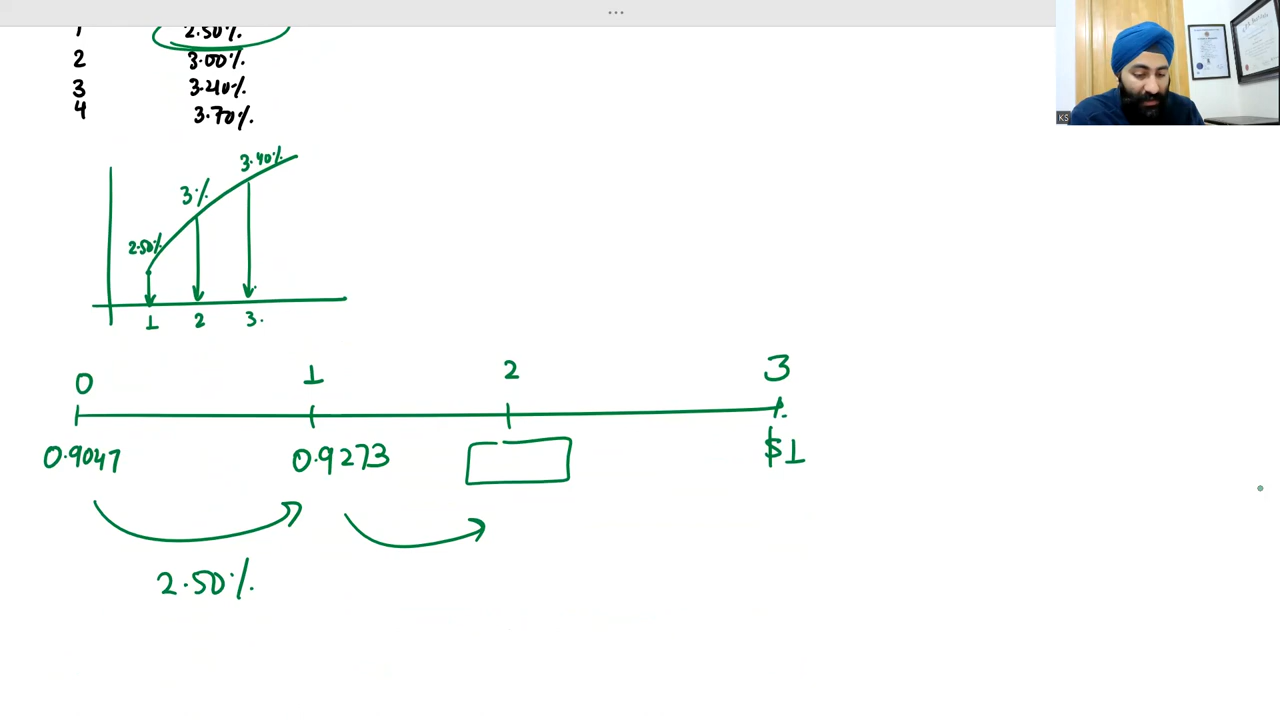 1 2.50%
2 3.00%
3 3.40%
4 3.70%
3.40%
3%
2.50%
1 2 3.
0 1 2 3
0.9047 0.9273 $1
2.50%
KS